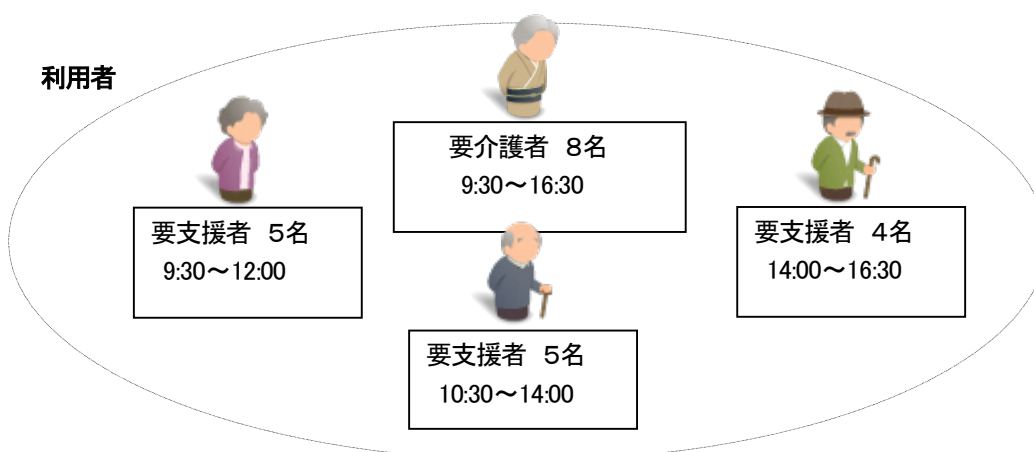 利用者
要介護者　８名
9:30～16:30
要支援者　５名
9:30～12:00
要支援者　４名
14:00～16:30
要支援者　５名
10:30～14:00